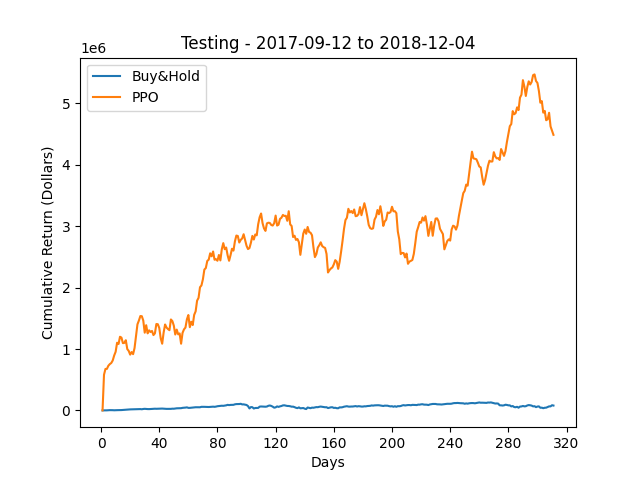 Testing - 2017-09-12 to 2018-12-04
1e6
Buy&Hold
PPO
5
4
3
2
1
0
Cumulative Return (Dollars)
0 40 80 120 160 200 240 280 320
Days